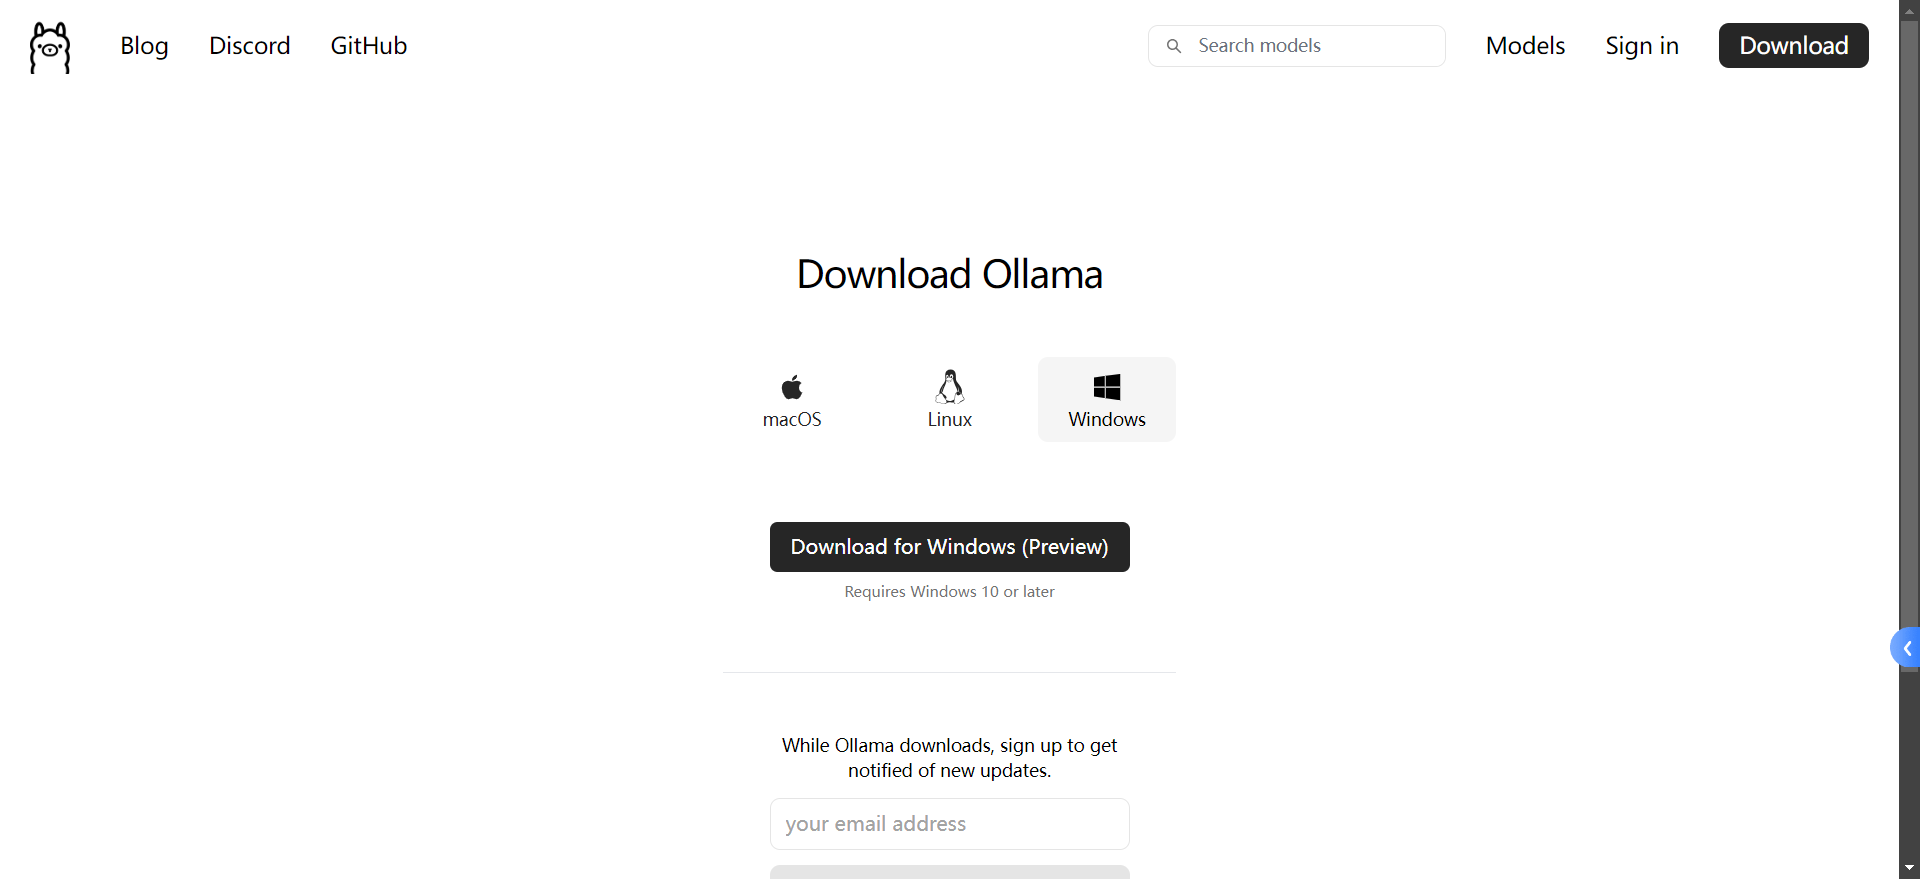 Blog Discord GitHub Search models Models Sign in Download
Download Ollama
macOS Linux Windows
Download for Windows (Preview)
Requires Windows 10 or later
While Ollama downloads, sign up to get
notified of new updates.
your email address